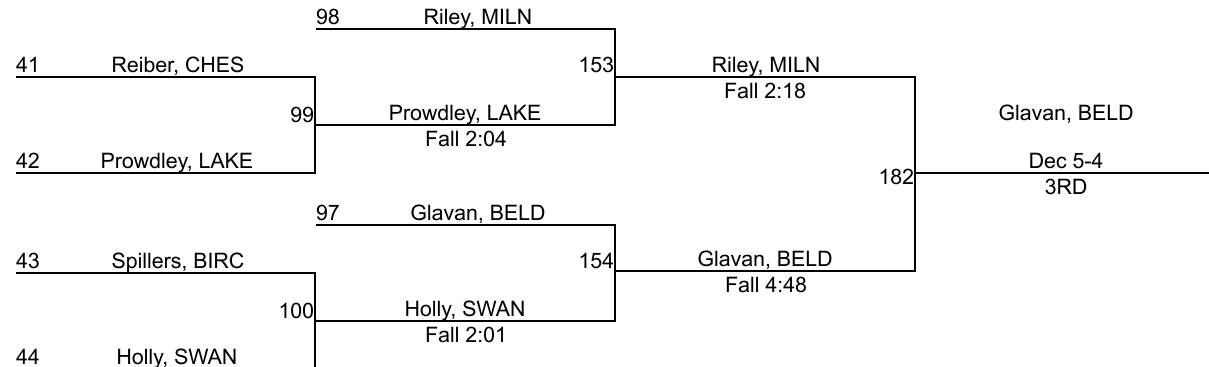 98 Riley, MILN
41 Reiber, CHES
153 Riley, MILN
Fall 2:18
99 Prowdley, LAKE
Fall 2:04
Glavan, BELD
42 Prowdley, LAKE
Dec 5-4
182
3RD
97 Glavan, BELD
43 Spillers, BIRC
154 Glavan, BELD
Fall 4:48
100 Holly, SWAN
Fall 2:01
44 Holly, SWAN